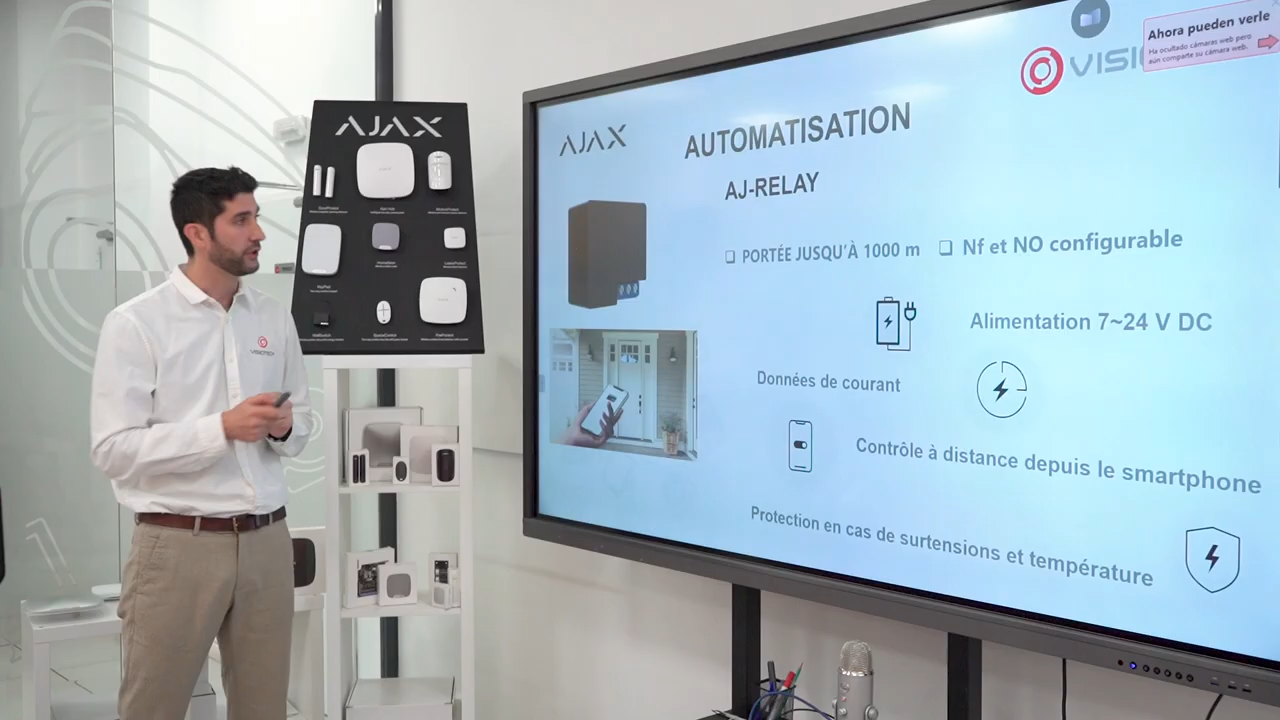 AJAX
VISIOTECH
AJAX
AUTOMATISATION
AJ-RELAY
❑ PORTÉE JUSQU'À 1000 m
❑ Nf et NO configurable
Alimentation 7~24 V DC
Données de courant
Contrôle à distance depuis le smartphone
Protection en cas de surtensions et température
VISI
Ahora pueden verle
Ha ocultado cámaras web pero
aún comparte su cámara web.